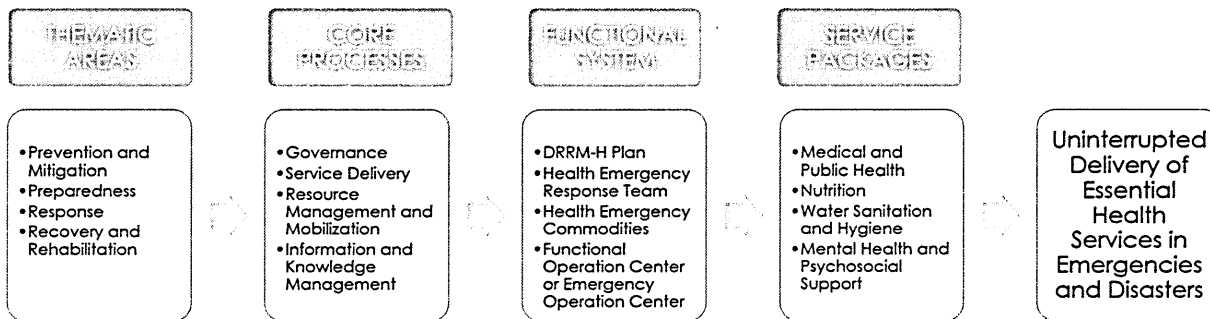 THEMATIC
AREAS
•Prevention and
Mitigation
•Preparedness
•Response
•Recovery and
Rehabilitation
CORE
PROCESSES
•Governance
•Service Delivery
•Resource
Management and
Mobilization
•Information and
Knowledge
Management
FUNCTIONAL
SYSTEM
•DRRM-H Plan
•Health Emergency
Response Team
•Health Emergency
Commodities
•Functional
Operation Center
or Emergency
Operation Center
SERVICE
PACKAGES
•Medical and
Public Health
•Nutrition
•Water Sanitation
and Hygiene
•Mental Health and
Psychosocial
Support
Uninterrupted
Delivery of
Essential
Health
Services in
Emergencies
and Disasters